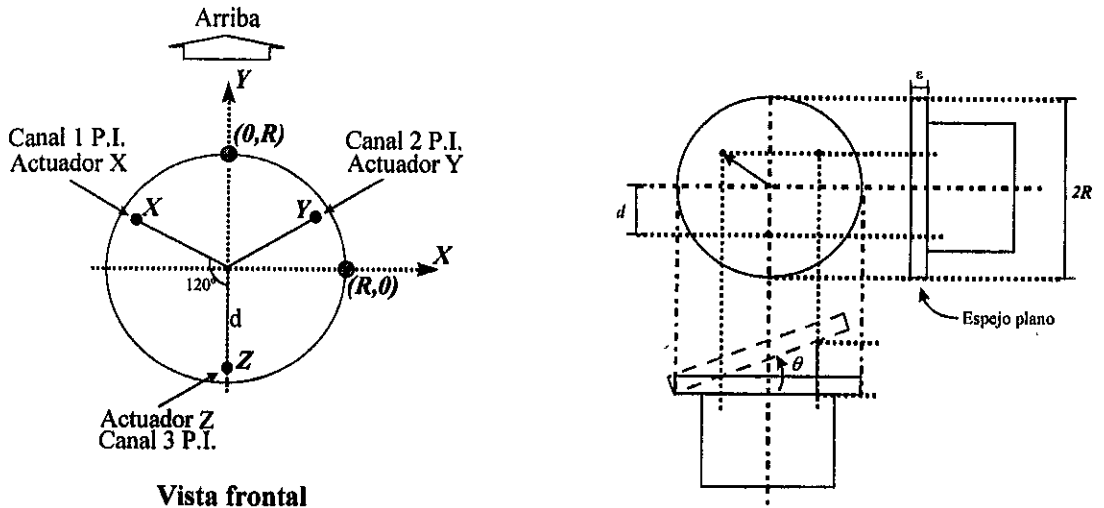 Arriba
Y
(0,R)
Canal 1 P.I.
Actuador X
Canal 2 P.I.
Actuador Y
X
Y
X
120°
(R,0)
d
Z
Actuador Z
Canal 3 P.I.
Vista frontal
ε
d
2R
Espejo plano
θ